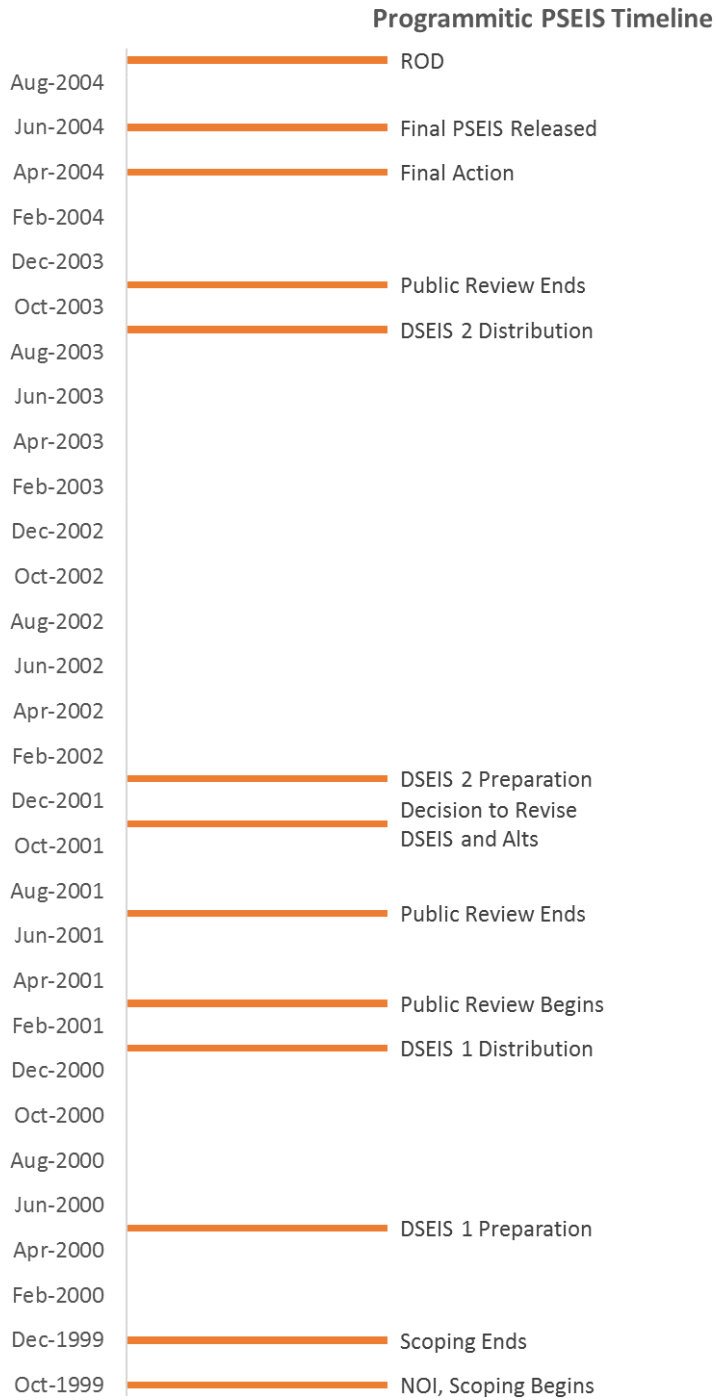 Programmitic PSEIS Timeline
ROD
Aug-2004
Jun-2004 Final PSEIS Released
Apr-2004 Final Action
Feb-2004
Dec-2003
Public Review Ends
Oct-2003
DSEIS 2 Distribution
Aug-2003
Jun-2003
Apr-2003
Feb-2003
Dec-2002
Oct-2002
Aug-2002
Jun-2002
Apr-2002
Feb-2002
DSEIS 2 Preparation
Dec-2001
Decision to Revise
DSEIS and Alts
Oct-2001
Aug-2001
Public Review Ends
Jun-2001
Apr-2001
Public Review Begins
Feb-2001
DSEIS 1 Distribution
Dec-2000
Oct-2000
Aug-2000
Jun-2000
DSEIS 1 Preparation
Apr-2000
Feb-2000
Dec-1999 Scoping Ends
Oct-1999 NOI, Scoping Begins